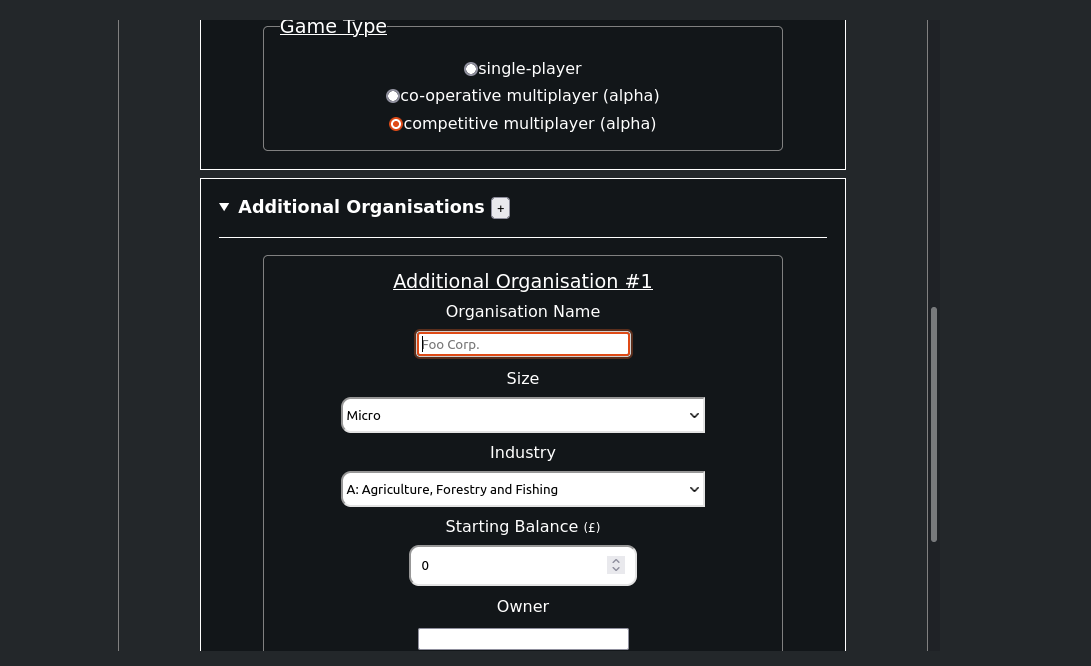 Game Type
single-player
co-operative multiplayer (alpha)
competitive multiplayer (alpha)
▼ Additional Organisations +
Additional Organisation #1
Organisation Name
Foo Corp.
Size
Micro
Industry
A: Agriculture, Forestry and Fishing
Starting Balance (£)
0
Owner